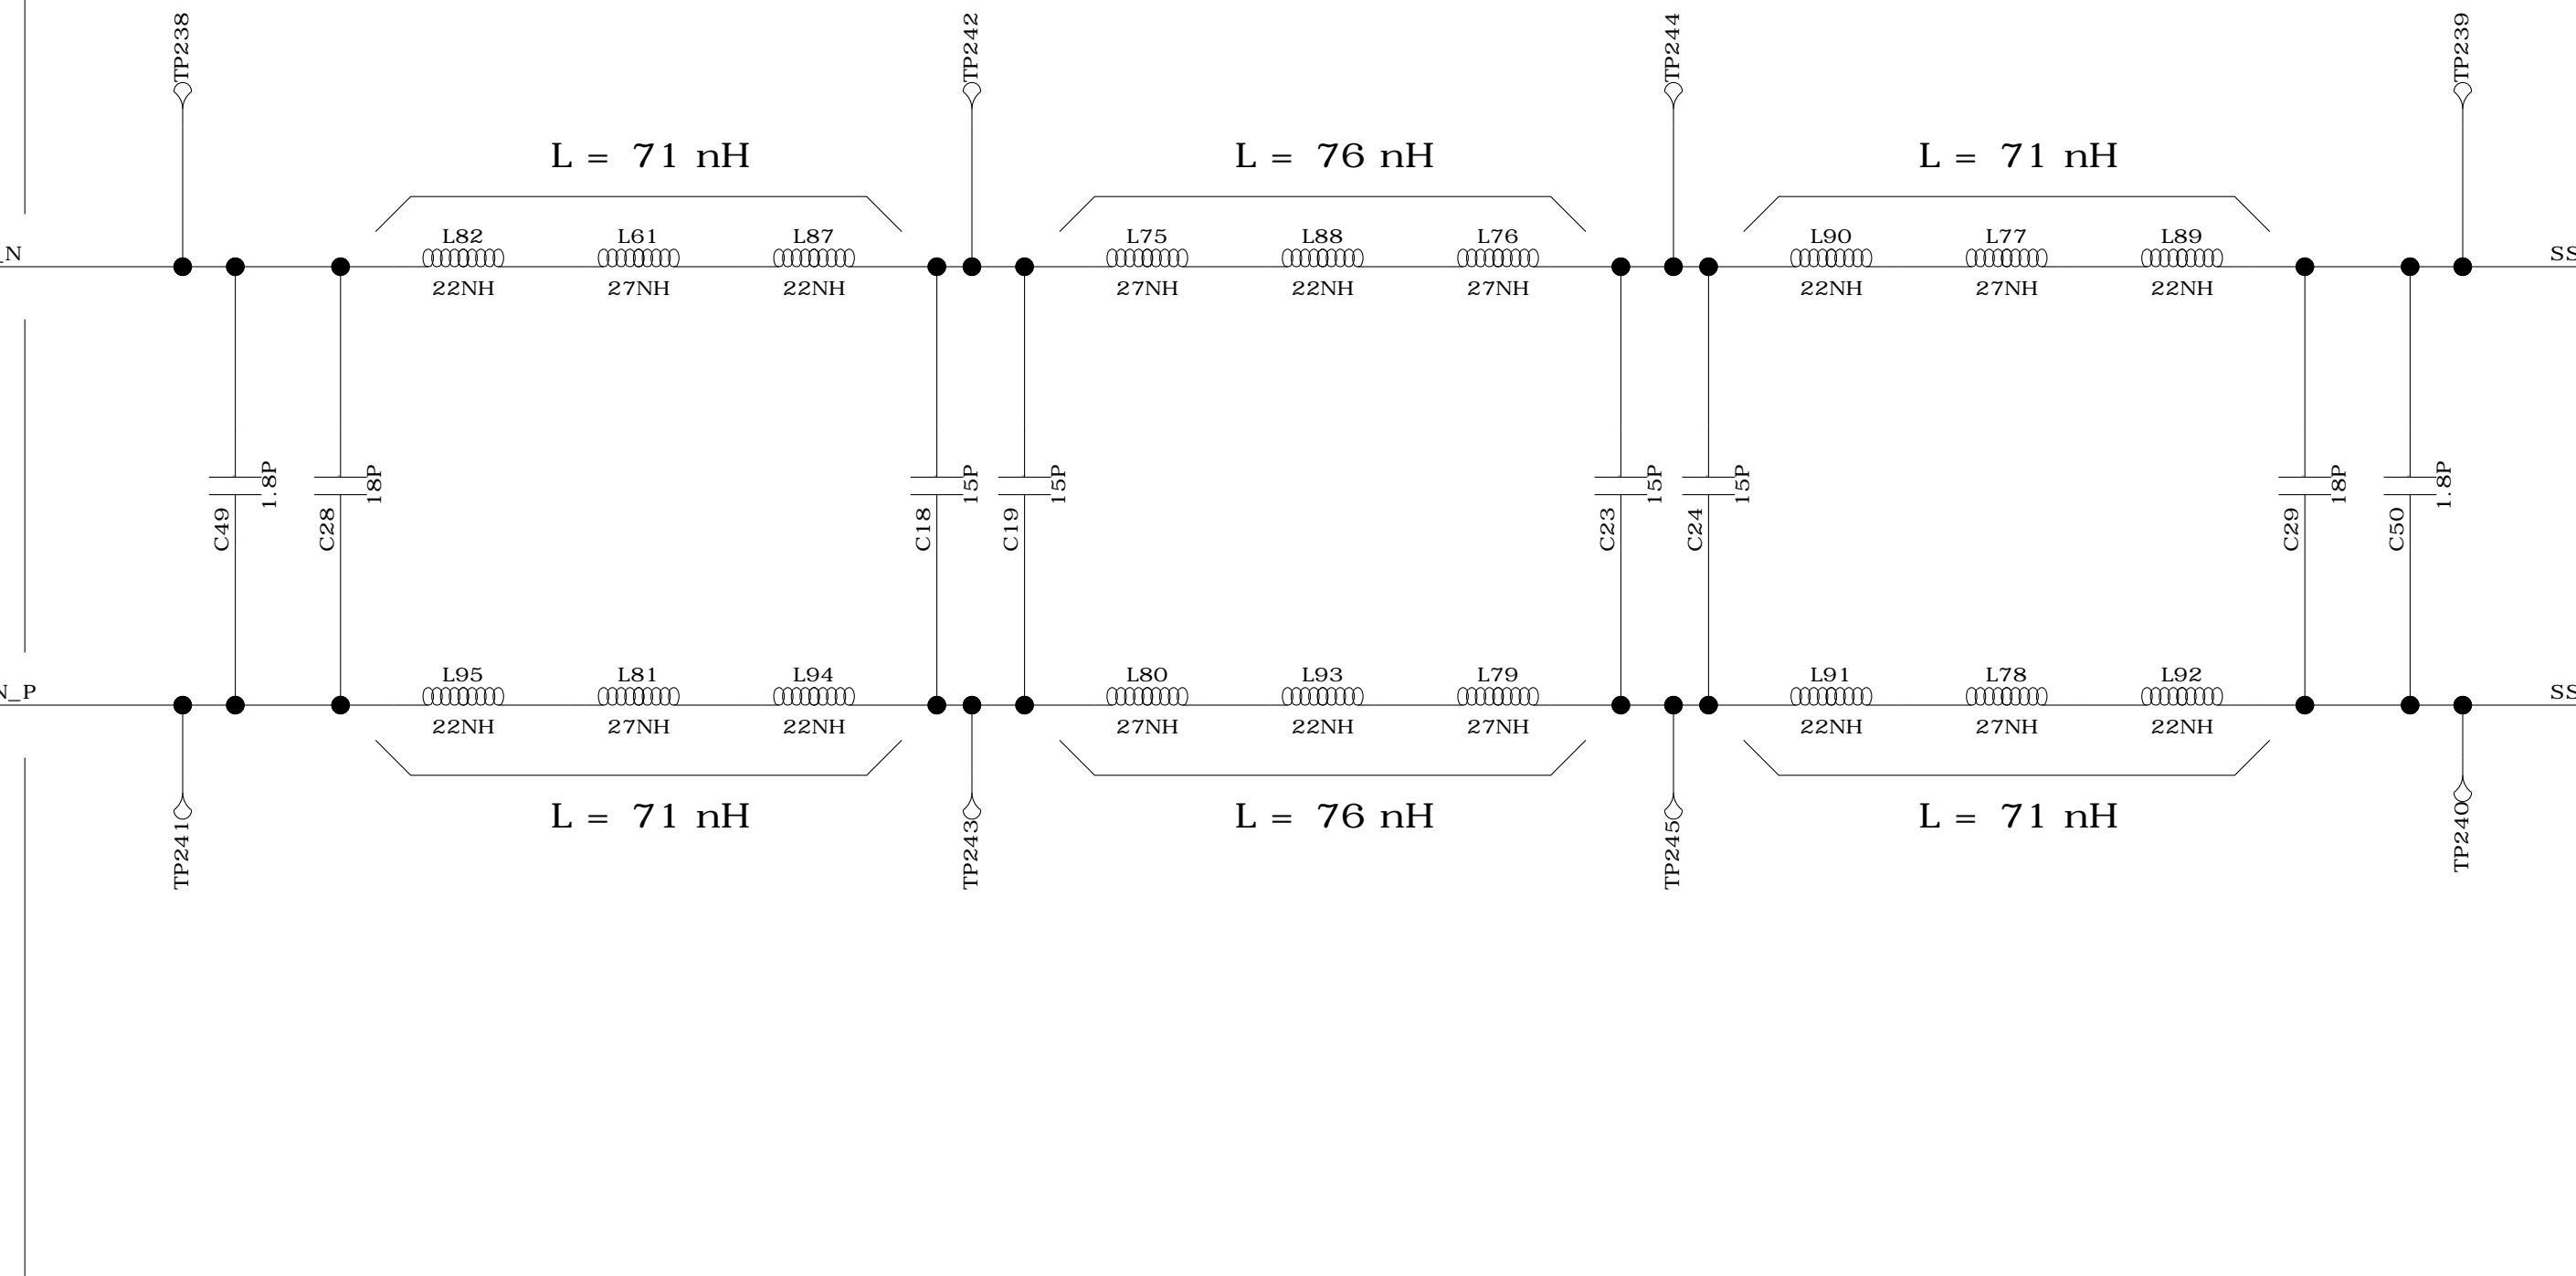 TP238
TP242
TP244
TP239
L = 71 nH
L = 76 nH
L = 71 nH
_N
L82
L61
L87
L75
L88
L76
L90
L77
L89
SS
22NH
27NH
22NH
27NH
22NH
27NH
22NH
27NH
22NH
1.8P
18P
15P
15P
15P
15P
18P
1.8P
C49
C28
C18
C19
C23
C24
C29
C50
N_P
L95
L81
L94
L80
L93
L79
L91
L78
L92
SS
22NH
27NH
22NH
27NH
22NH
27NH
22NH
27NH
22NH
L = 71 nH
L = 76 nH
L = 71 nH
TP241
TP243
TP245
TP240